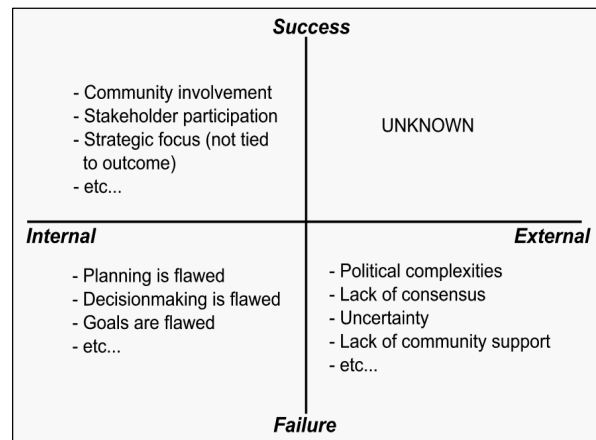 Success
- Community involvement
- Stakeholder participation
- Strategic focus (not tied
to outcome)
- etc...
UNKNOWN
Internal
External
- Planning is flawed
- Decisionmaking is flawed
- Goals are flawed
- etc...
- Political complexities
- Lack of consensus
- Uncertainty
- Lack of community support
- etc...
Failure